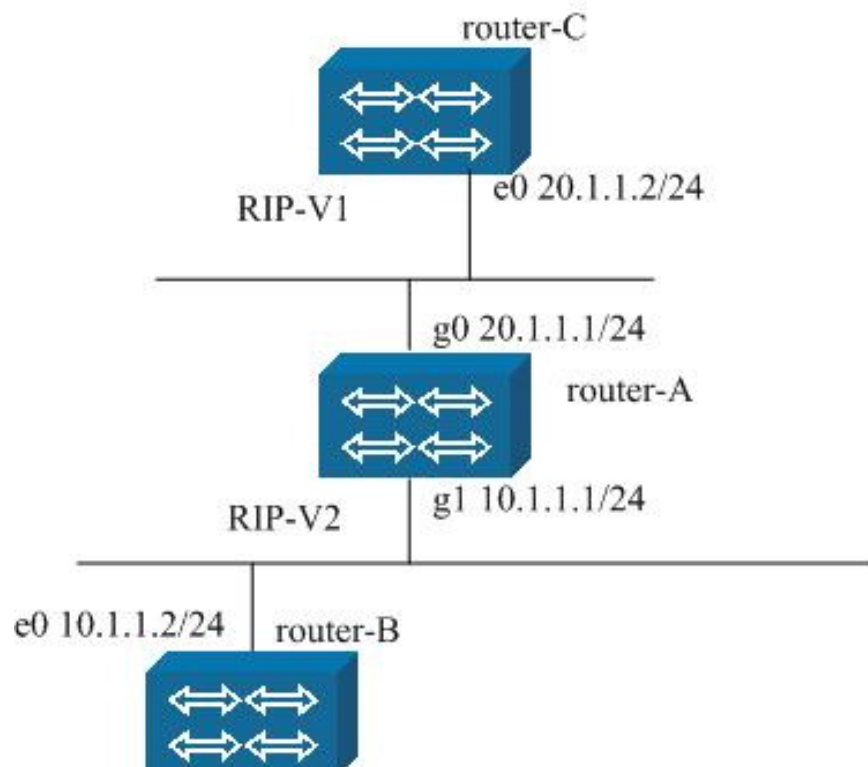 router-C
e0 20.1.1.2/24
RIP-V1
g0 20.1.1.1/24
router-A
g1 10.1.1.1/24
RIP-V2
e0 10.1.1.2/24
router-B